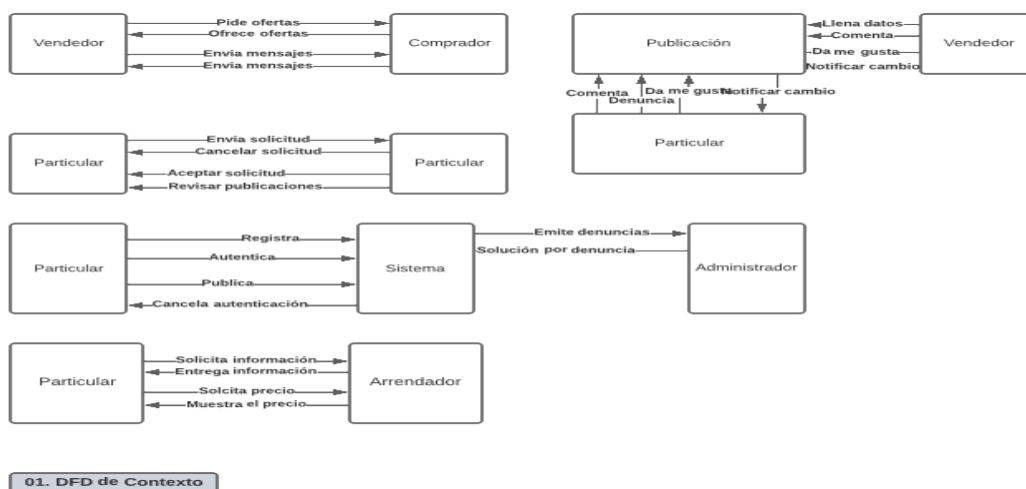 Vendedor
Pide ofertas
Ofrece ofertas
Envia mensajes
Envia mensajes
Comprador
Publicación
Llena datos
Comenta
Da me gusta
Notificar cambio
Vendedor
Comenta
Denuncia
Da me gusta
Notificar cambio
Particular
Particular
Envia solicitud
Cancelar solicitud
Aceptar solicitud
Revisar publicaciones
Particular
Particular
Registra
Autentica
Publica
Cancela autenticación
Sistema
Emite denuncias
Solución por denuncia
Administrador
Particular
Solicita información
Entrega información
Solcita precio
Muestra el precio
Arrendador
01. DFD de Contexto